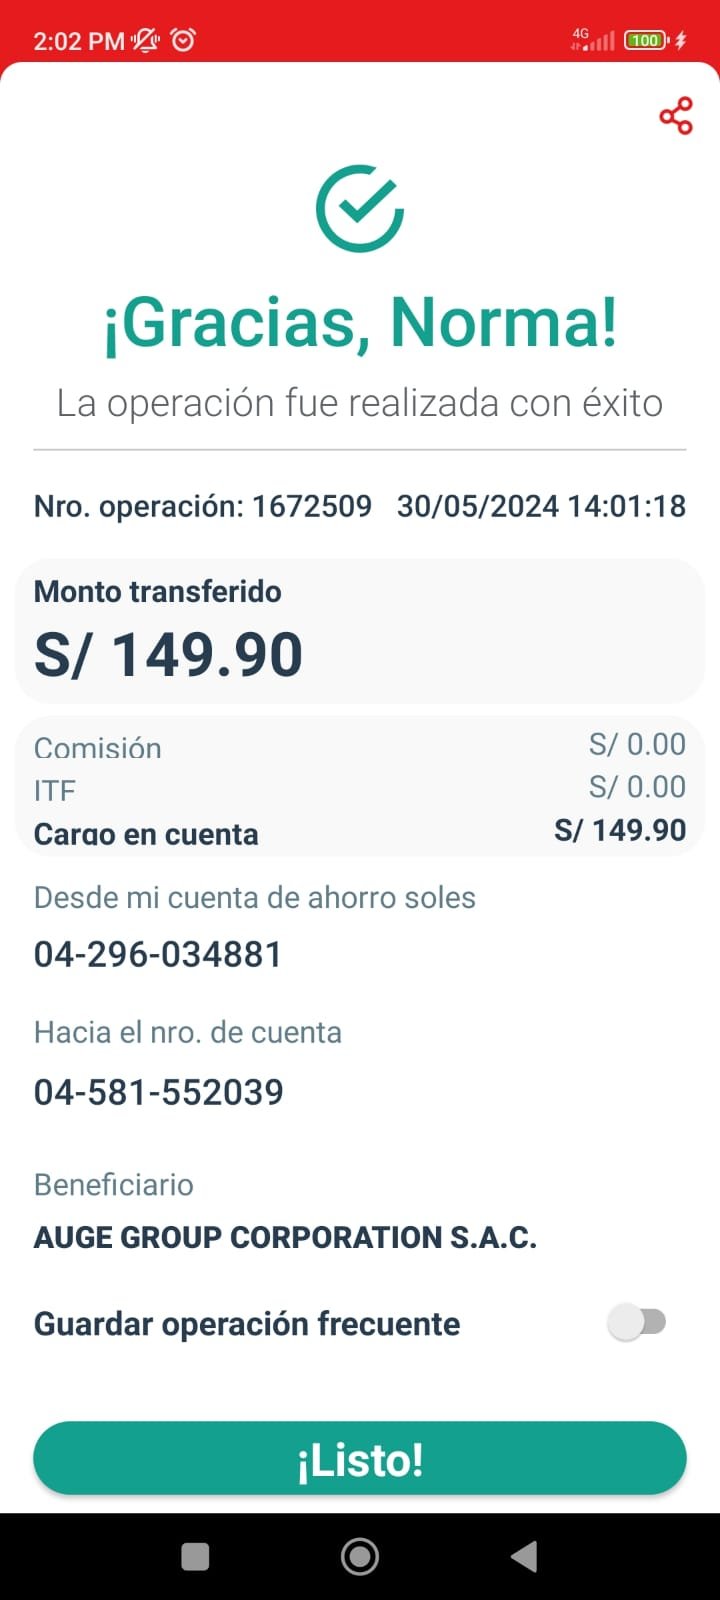 2:02 PM 4G 100
¡Gracias, Norma!
La operación fue realizada con éxito
Nro. operación: 1672509 30/05/2024 14:01:18
Monto transferido
S/ 149.90
Comisión S/ 0.00
ITF S/ 0.00
Cargo en cuenta S/ 149.90
Desde mi cuenta de ahorro soles
04-296-034881
Hacia el nro. de cuenta
04-581-552039
Beneficiario
AUGE GROUP CORPORATION S.A.C.
Guardar operación frecuente
¡Listo!